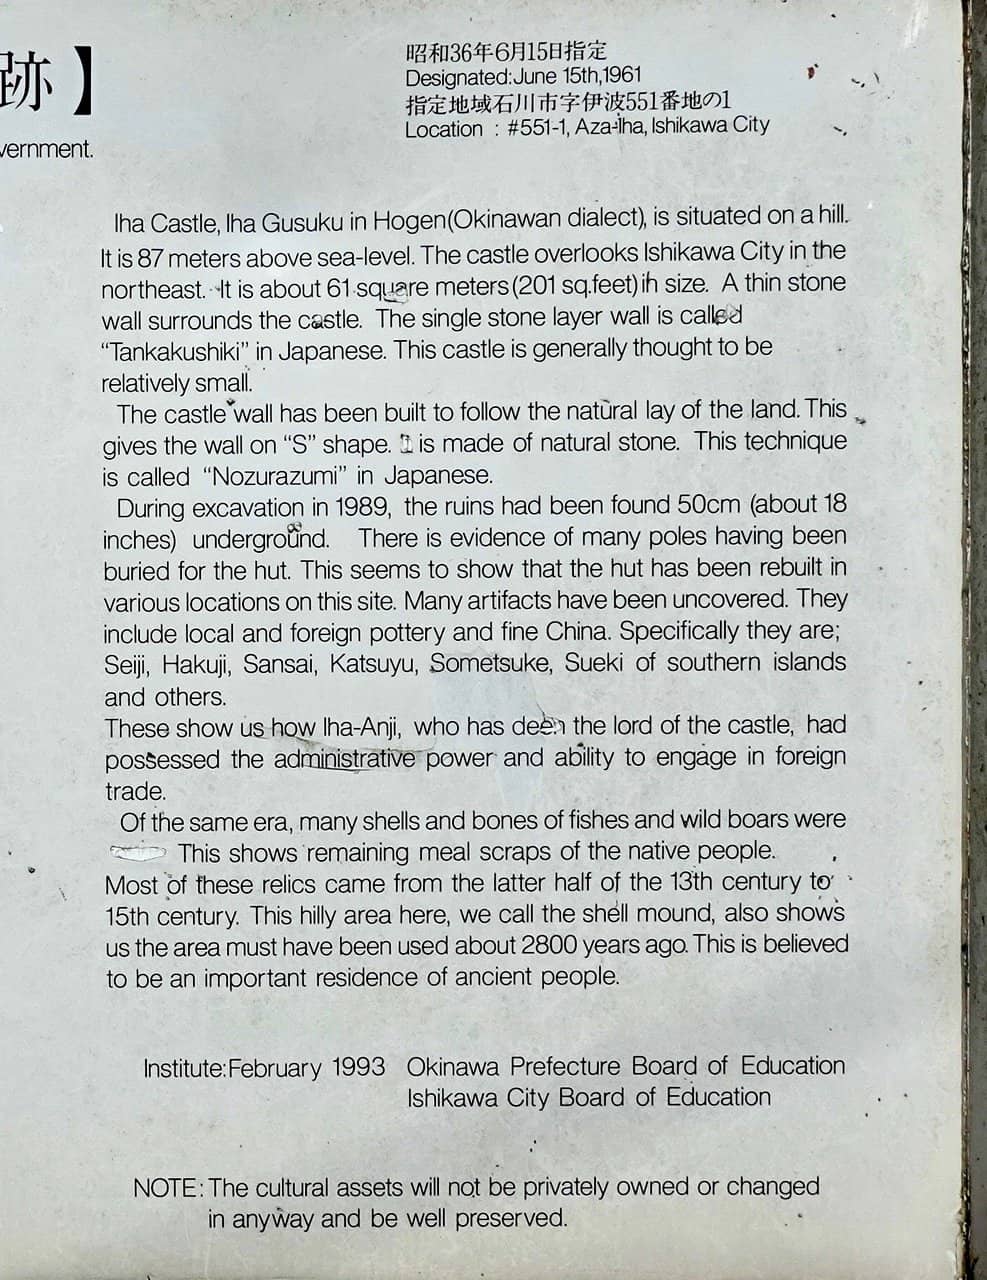 跡】
vernment.
昭和36年6月15日指定
Designated:June 15th,1961
指定地域石川市字伊波551番地の1
Location : #551-1, Aza-Iha, Ishikawa City
Iha Castle, Iha Gusuku in Hogen(Okinawan dialect), is situated on a hill.
It is 87 meters above sea-level. The castle overlooks Ishikawa City in the
northeast. It is about 61 square meters (201 sq.feet) in size. A thin stone
wall surrounds the castle. The single stone layer wall is called
“Tankakushiki” in Japanese. This castle is generally thought to be
relatively small.
The castle wall has been built to follow the natural lay of the land. This
gives the wall on “S” shape. It is made of natural stone. This technique
is called “Nozurazumi” in Japanese.
During excavation in 1989, the ruins had been found 50cm (about 18
inches) underground. There is evidence of many poles having been
buried for the hut. This seems to show that the hut has been rebuilt in
various locations on this site. Many artifacts have been uncovered. They
include local and foreign pottery and fine China. Specifically they are;
Seiji, Hakuji, Sansai, Katsuyu, Sometsuke, Sueki of southern islands
and others.
These show us how Iha-Anji, who has deen the lord of the castle, had
possessed the administrative power and ability to engage in foreign
trade.
Of the same era, many shells and bones of fishes and wild boars were
This shows remaining meal scraps of the native people.
Most of these relics came from the latter half of the 13th century to
15th century. This hilly area here, we call the shell mound, also shows
us the area must have been used about 2800 years ago. This is believed
to be an important residence of ancient people.
Institute:February 1993 Okinawa Prefecture Board of Education
Ishikawa City Board of Education
NOTE: The cultural assets will not be privately owned or changed
in anyway and be well preserved.